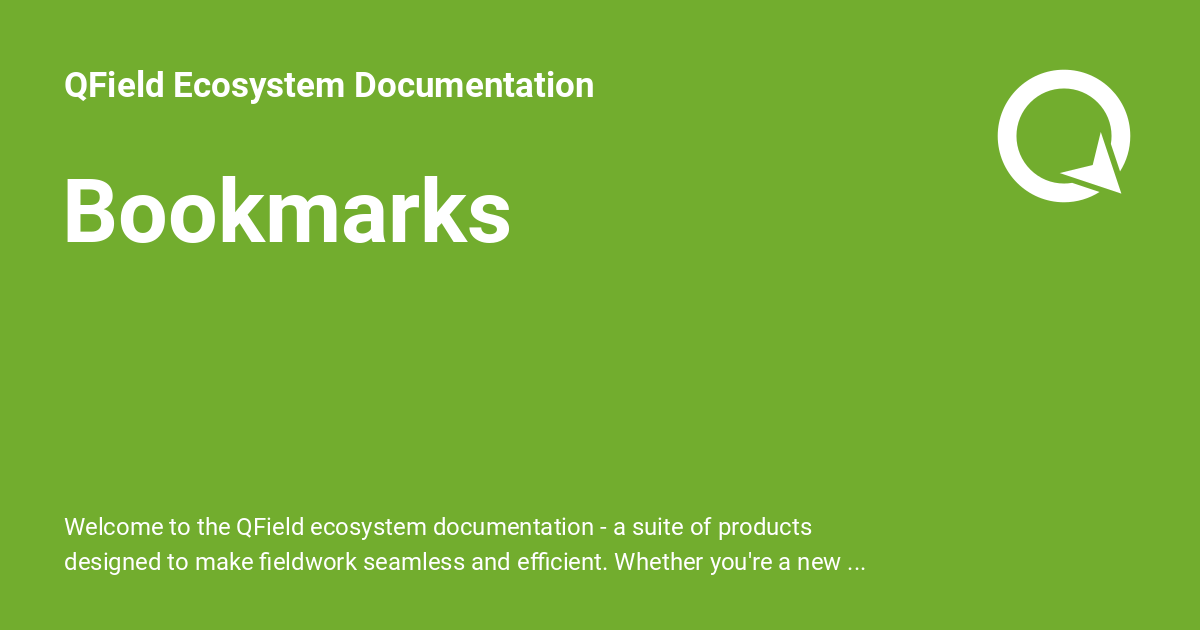 QField Ecosystem Documentation
Bookmarks
Welcome to the QField ecosystem documentation - a suite of products
designed to make fieldwork seamless and efficient. Whether you're a new ...